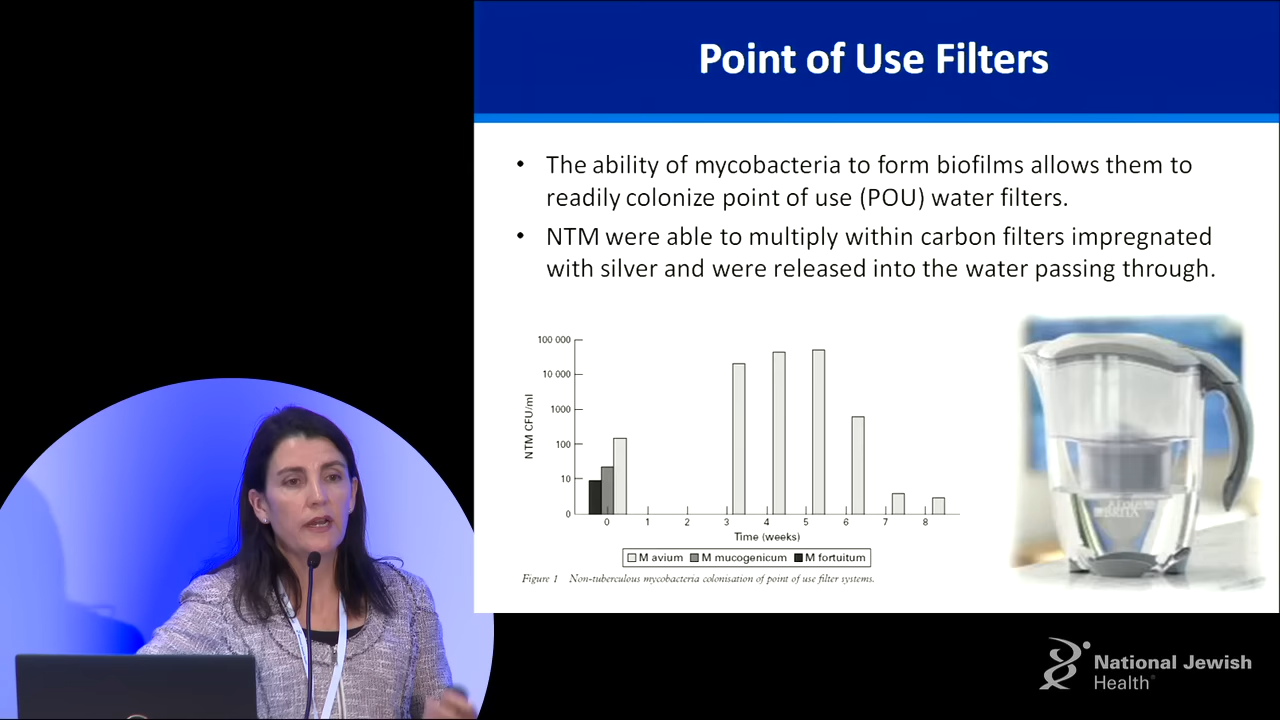 Point of Use Filters
• The ability of mycobacteria to form biofilms allows them to
readily colonize point of use (POU) water filters.
• NTM were able to multiply within carbon filters impregnated
with silver and were released into the water passing through.
NTM CFU/ml
100 000
10 000
1000
100
10
0
0 1 2 3 4 5 6 7 8
Time (weeks)
M avium M mucogenicum M fortuitum
Figure 1 Non-tuberculous mycobacteria colonisation of point of use filter systems.
National Jewish
Health®